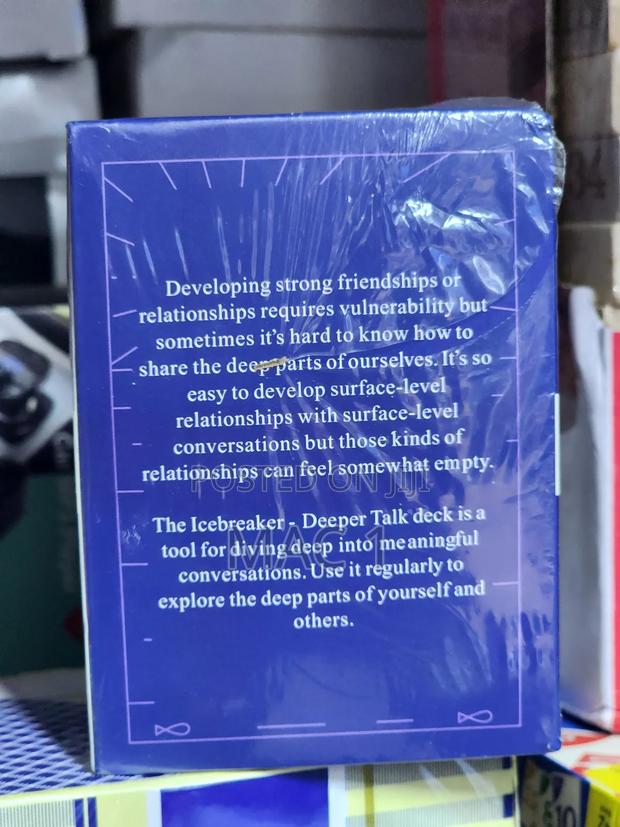 Developing strong friendships or
relationships requires vulnerability but
sometimes it's hard to know how to
share the deep parts of ourselves. It's so
easy to develop surface-level
relationships with surface-level
conversations but those kinds of
relationships can feel somewhat empty.
POSTED ON JIJI
The Icebreaker - Deeper Talk deck is a
tool for diving deep into meaningful
MAC 1
conversations. Use it regularly to
explore the deep parts of yourself and
others.